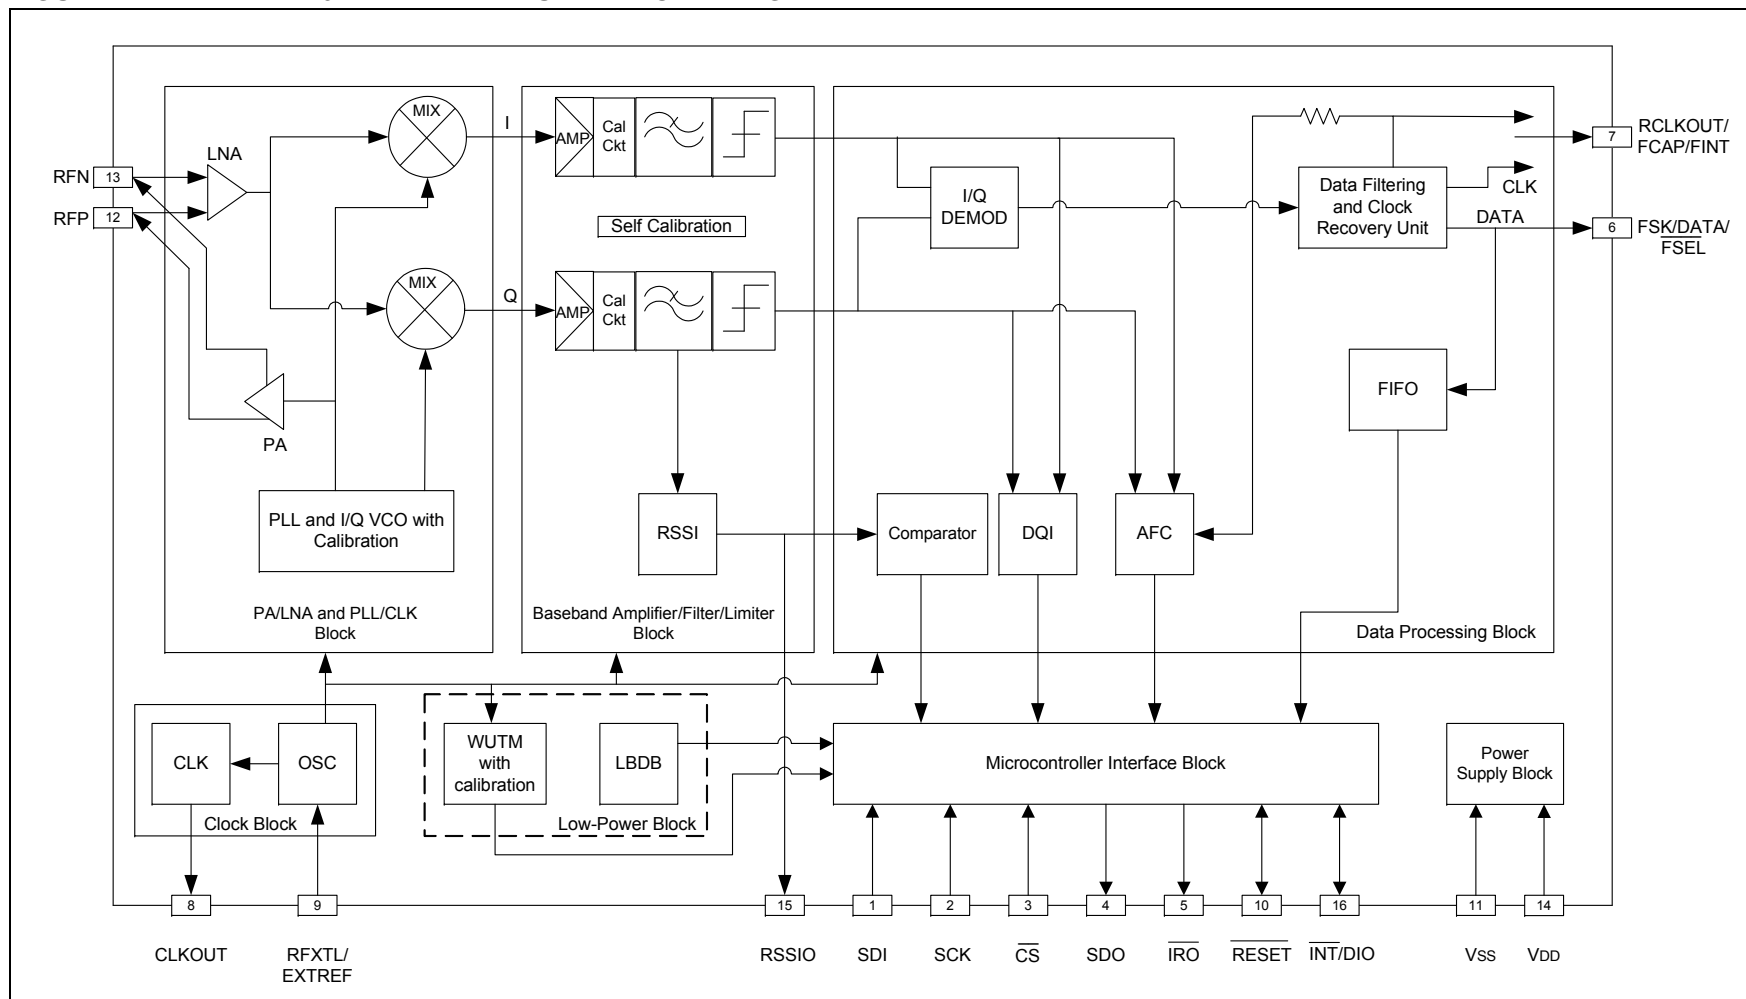 MIX
I
AMP
Cal
Ckt
LNA
RFN
13
RFP
12
I/Q
DEMOD
Data Filtering
and Clock
Recovery Unit
CLK
DATA
7
RCLKOUT/
FCAP/FINT
6
FSK/DATA/
FSEL
Self Calibration
MIX
Q
AMP
Cal
Ckt
PA
FIFO
PLL and I/Q VCO with
Calibration
RSSI
Comparator
DQI
AFC
PA/LNA and PLL/CLK
Block
Baseband Amplifier/Filter/Limiter
Block
Data Processing Block
CLK
OSC
Clock Block
WUTM
with
calibration
LBDB
Low-Power Block
Microcontroller Interface Block
Power
Supply Block
8
9
15
1
2
3
4
5
10
16
11
14
CLKOUT
RFXTL/
EXTREF
RSSIO
SDI
SCK
CS
SDO
IRO
RESET
INT/DIO
VSS
VDD